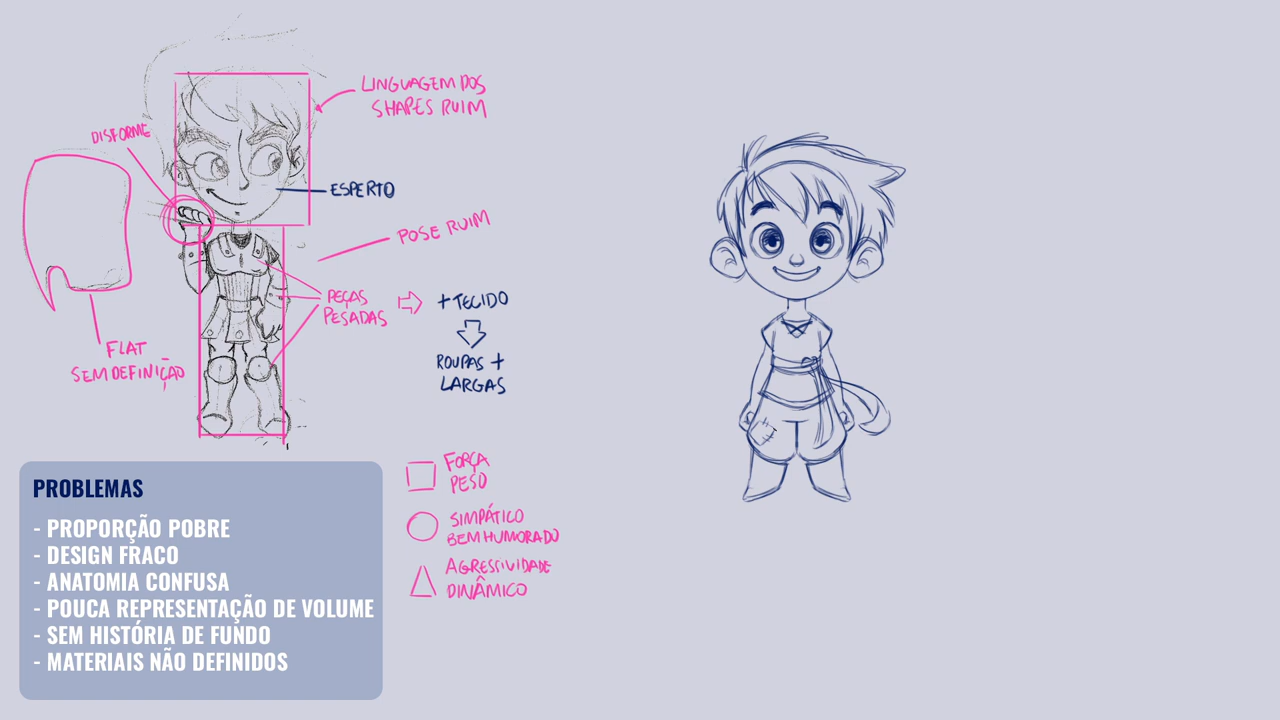 LINGUAGEM DOS
SHAPES RUIM
DISFORME
ESPERTO
POSE RUIM
PEÇAS
PESADAS
+ TECIDO
ROUPAS +
LARGAS
FLAT
SEM DEFINIÇÃO
FORÇA
PESO
SIMPÁTICO
BEM HUMORADO
AGRESSIVIDADE
DINÂMICO
PROBLEMAS
- PROPORÇÃO POBRE
- DESIGN FRACO
- ANATOMIA CONFUSA
- POUCA REPRESENTAÇÃO DE VOLUME
- SEM HISTÓRIA DE FUNDO
- MATERIAIS NÃO DEFINIDOS